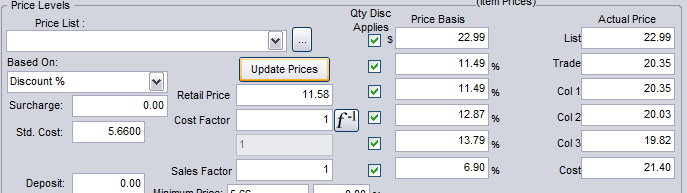 (Item Prices)
Price Levels
Price List :
...
Based On:
Discount %
Surcharge: 0.00
Std. Cost: 5.6600
Deposit: 0.00
Update Prices
Retail Price 11.58
Cost Factor 1
f-1
1
Sales Factor 1
Minimum Price: 5.66 0.00 %
Qty Disc Applies
Price Basis
Actual Price
$ 22.99 List 22.99
11.49 % Trade 20.35
11.49 % Col 1 20.35
12.87 % Col 2 20.03
13.79 % Col 3 19.82
6.90 % Cost 21.40